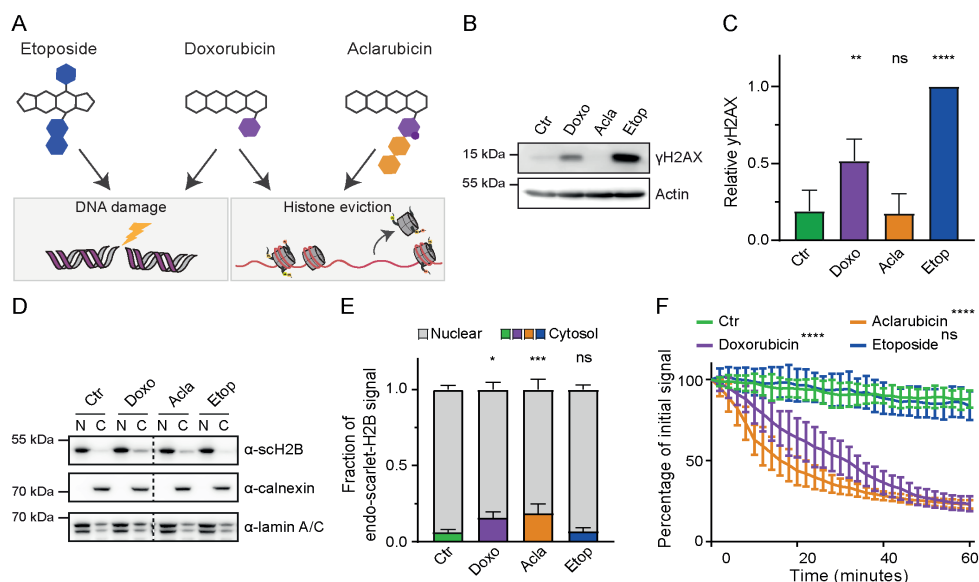 A
Etoposide
Doxorubicin
Aclarubicin
DNA damage
Histone eviction
B
Ctr
Doxo
Acla
Etop
15 kDa
γH2AX
55 kDa
Actin
C
Relative γH2AX
**
ns
****
1.0
0.5
0.0
Ctr
Doxo
Acla
Etop
D
Ctr
Doxo
Acla
Etop
N C N C N C N C
55 kDa
α-scH2B
70 kDa
α-calnexin
70 kDa
α-lamin A/C
E
Nuclear
Cytosol
Fraction of
endo-scarlet-H2B signal
*
***
ns
1.0
0.5
0.0
Ctr
Doxo
Acla
Etop
F
Ctr
Aclarubicin ****
Doxorubicin ****
Etoposide ns
Percentage of initial signal
100
50
0
0 20 40 60
Time (minutes)